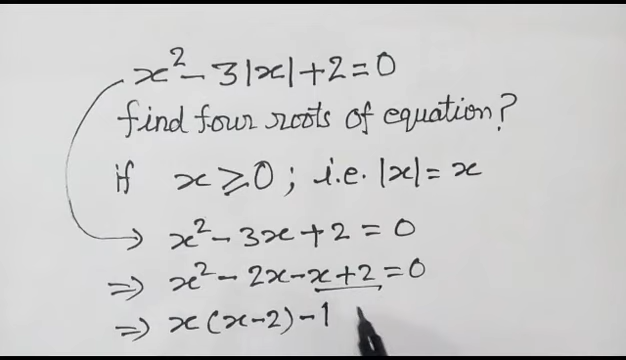 x² - 3|x| + 2 = 0
find four roots of equation?
if x ≥ 0 ; i.e. |x| = x
→ x² - 3x + 2 = 0
⇒ x² - 2x - x + 2 = 0
⇒ x(x-2) - 1